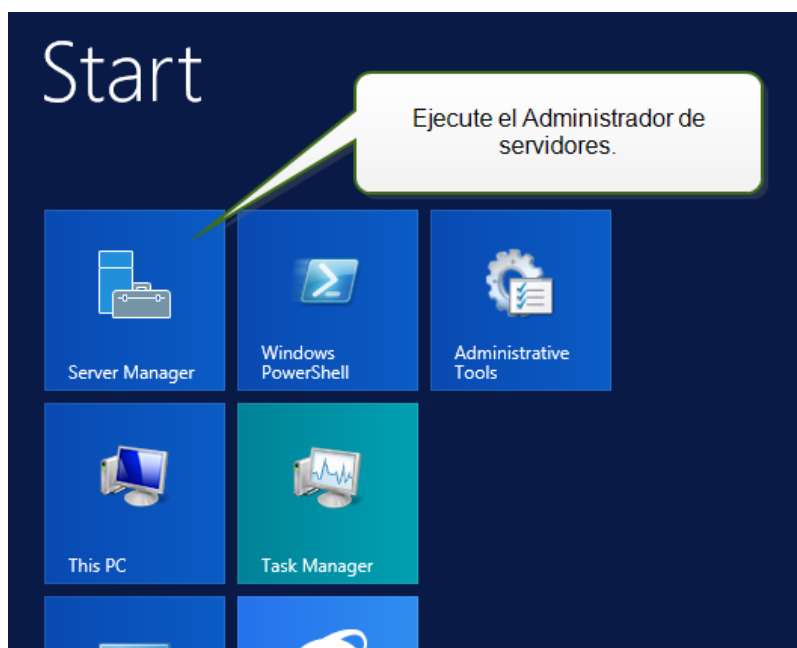 Start
Ejecute el Administrador de
servidores.
Server Manager
Windows
PowerShell
Administrative
Tools
This PC
Task Manager